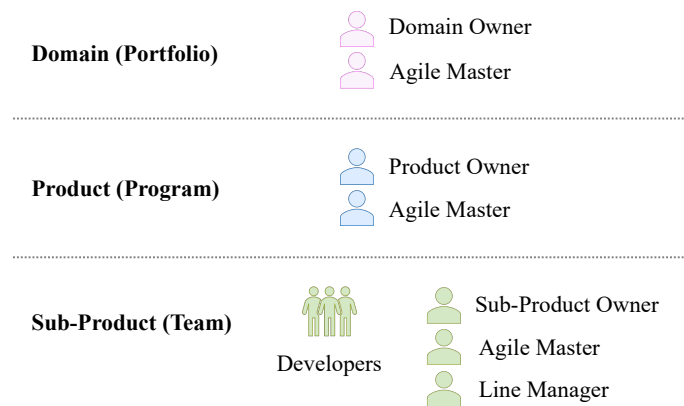 Domain (Portfolio)
Domain Owner
Agile Master
Product (Program)
Product Owner
Agile Master
Sub-Product (Team)
Developers
Sub-Product Owner
Agile Master
Line Manager